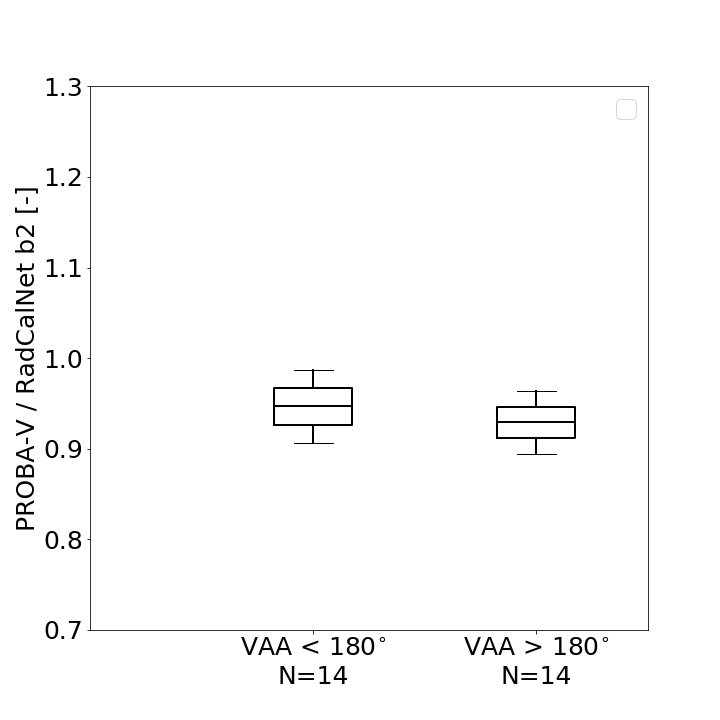 PROBA-V / RadCalNet b2 [-]
1.3
1.2
1.1
1.0
0.9
0.8
0.7
VAA < 180° VAA > 180°
N=14 N=14